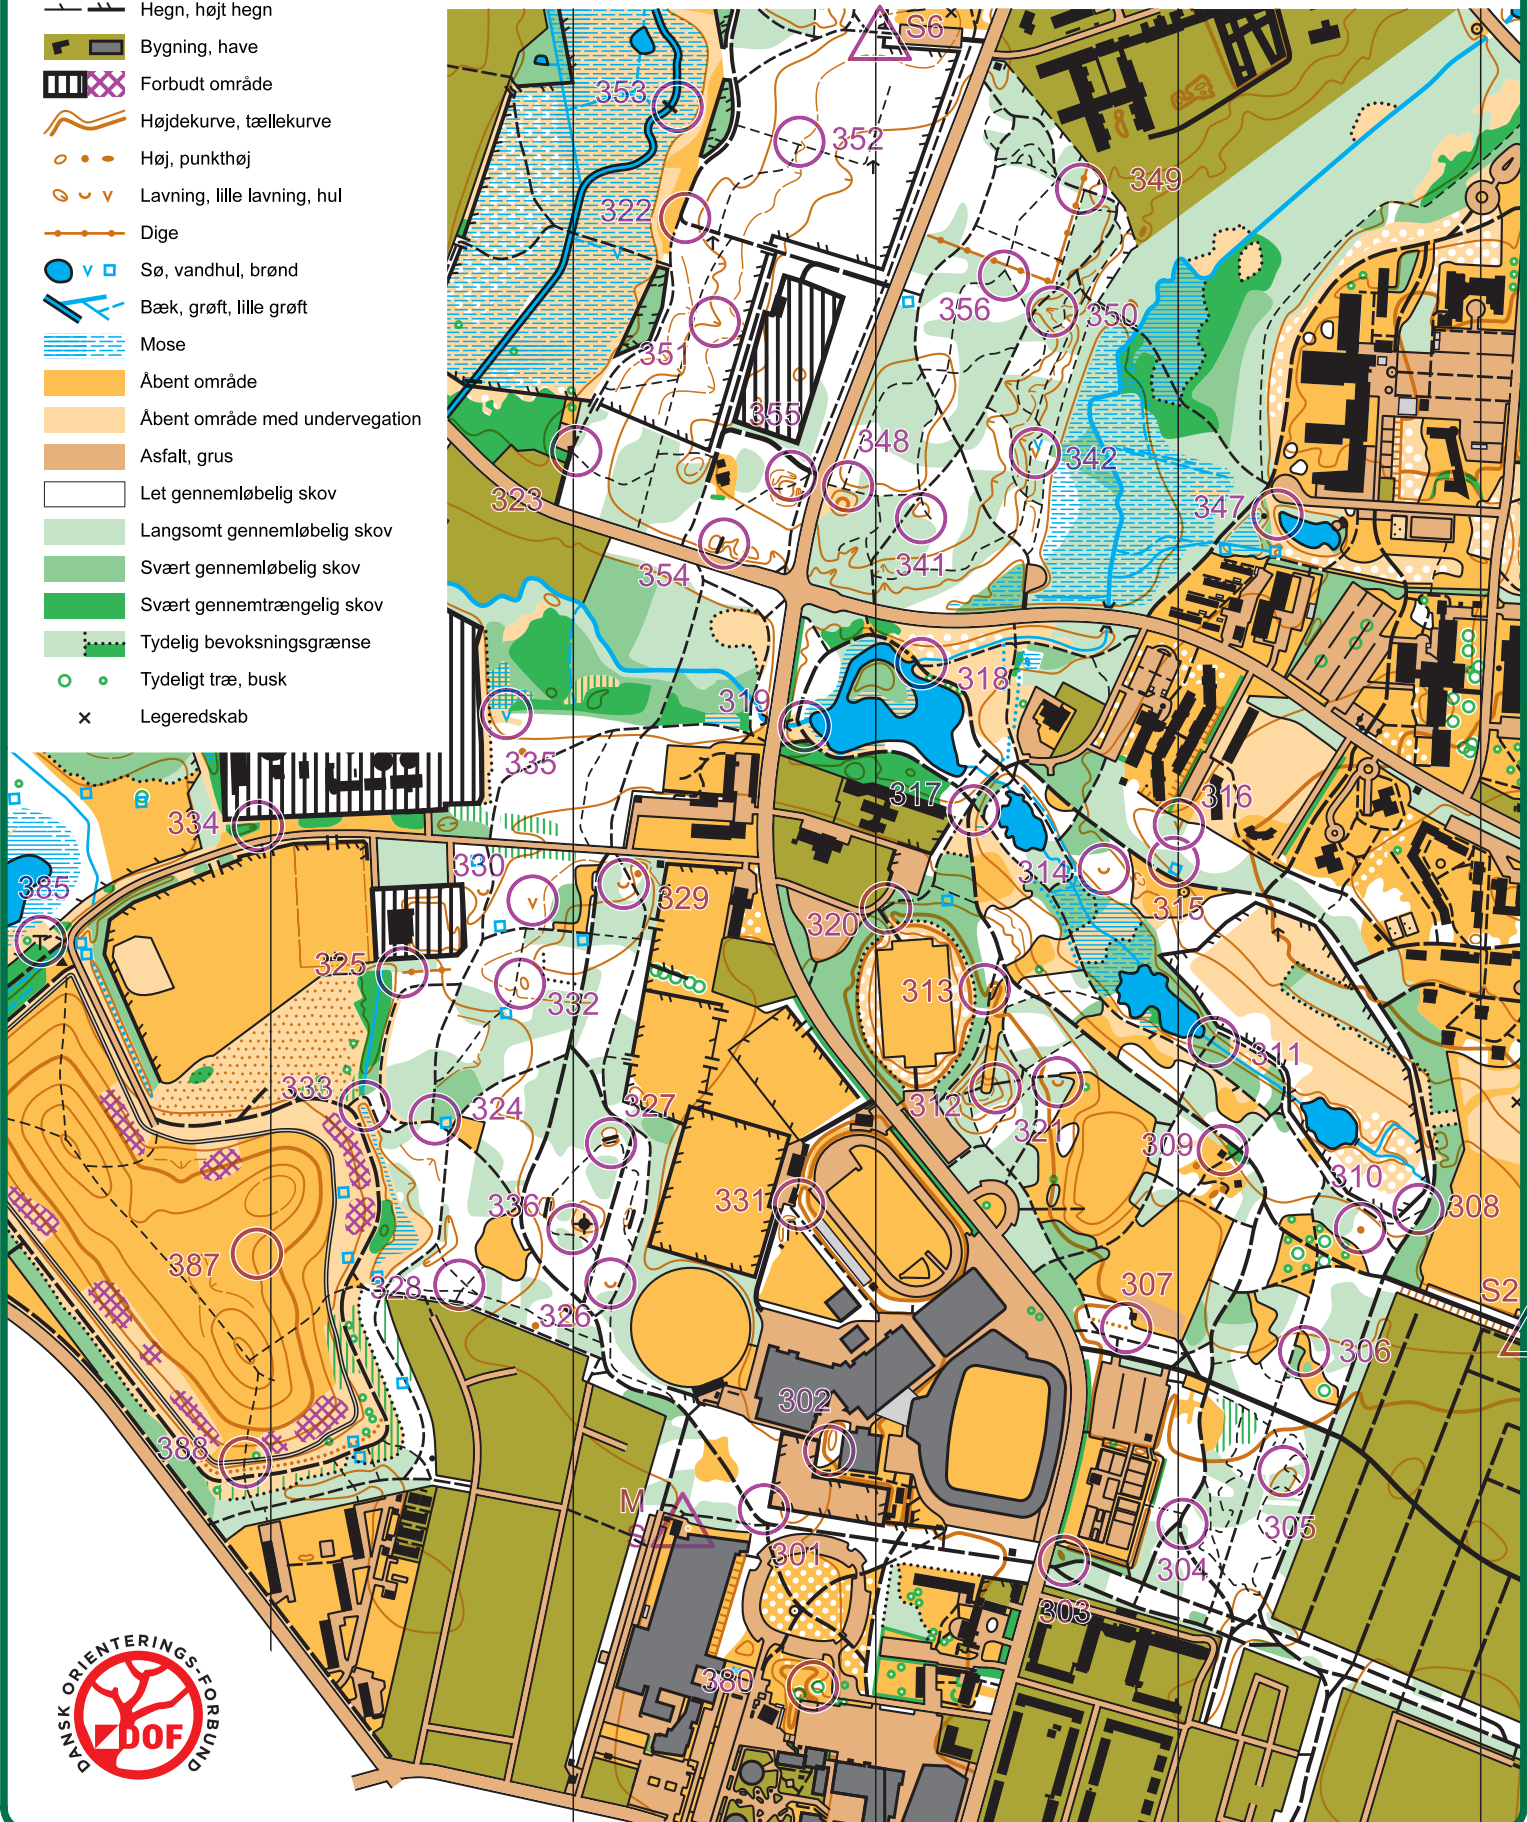 Hegn, højt hegn
Bygning, have
Forbudt område
Højdekurve, tællekurve
Høj, punkthøj
Lavning, lille lavning, hul
Dige
Sø, vandhul, brønd
Bæk, grøft, lille grøft
Mose
Åbent område
Åbent område med undervegation
Asfalt, grus
Let gennemløbelig skov
Langsomt gennemløbelig skov
Svært gennemløbelig skov
Svært gennemtrængelig skov
Tydelig bevoksningsgrænse
Tydeligt træ, busk
Legeredskab
S6
353
352
349
322
356
350
351
355
348
342
323
347
354
341
319
318
335
317
316
334
330
314
385
329
315
320
325
313
332
311
333
324
327
312
321
309
310
336
331
308
387
328
307
S2
326
306
302
388
M
S
301
305
304
303
380
DANSK ORIENTERINGS-FORBUND
DOF